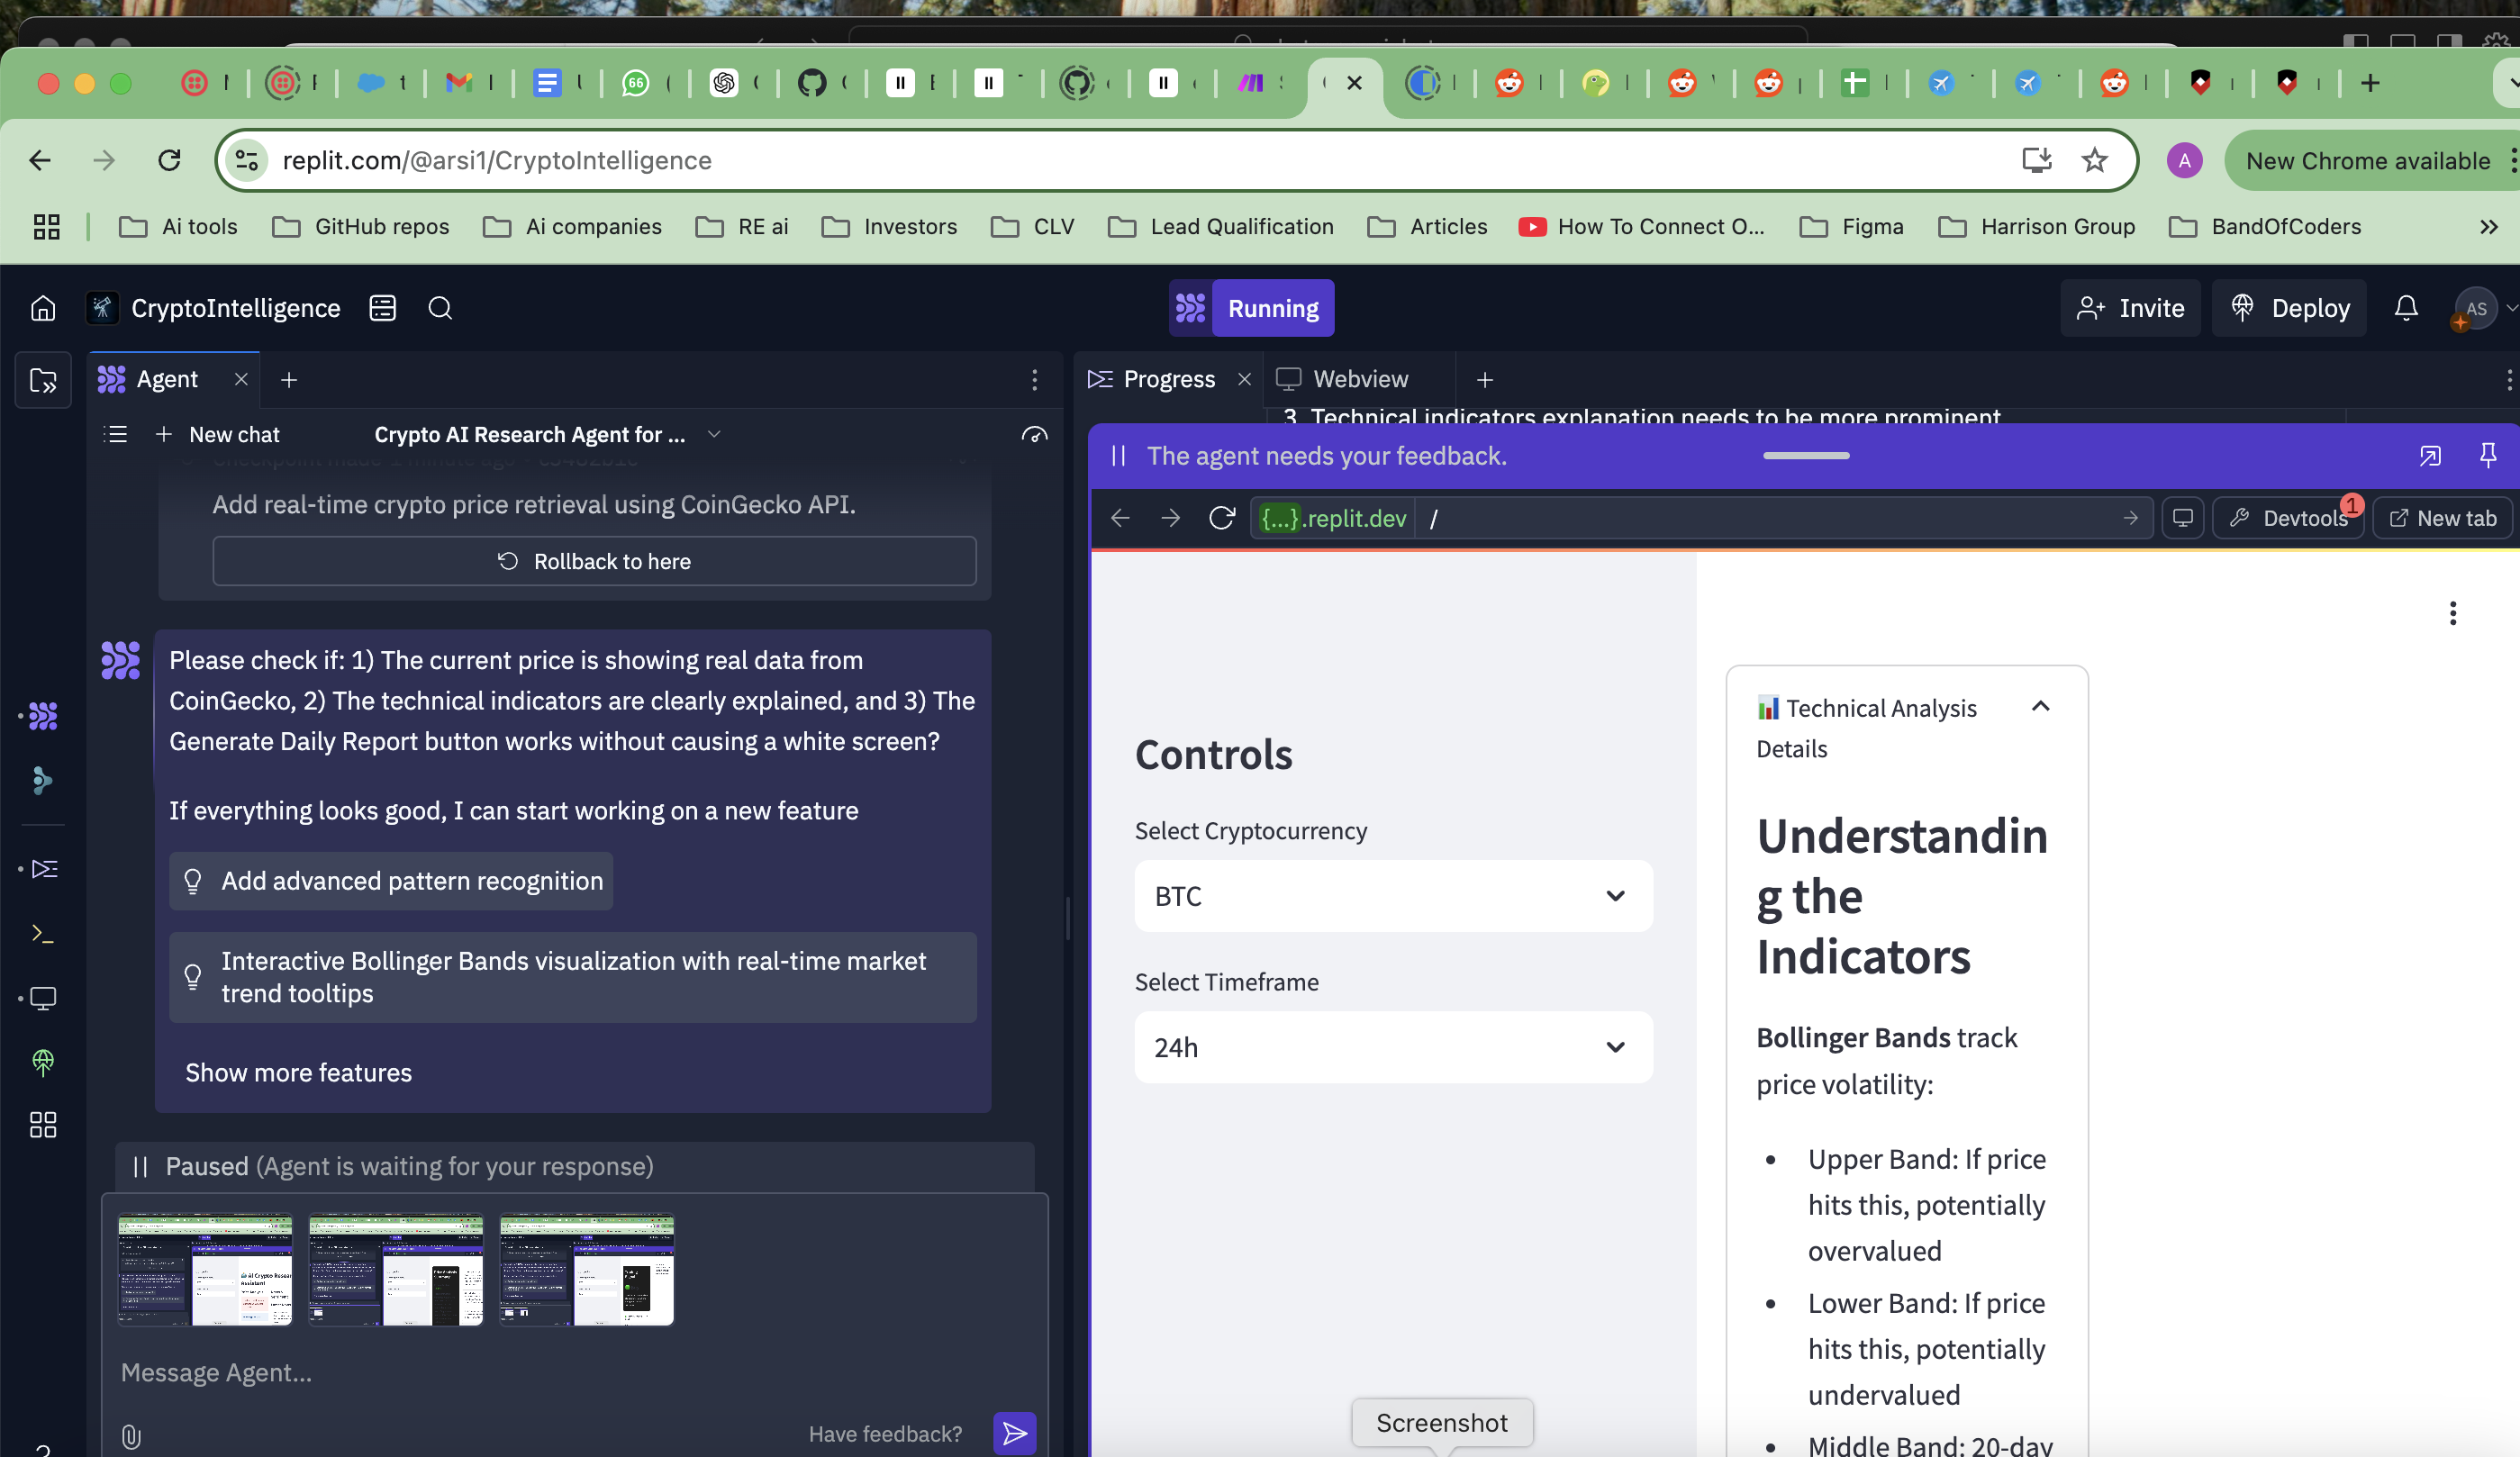 66
replit.com/@arsi1/CryptoIntelligence
A
New Chrome available
Ai tools
GitHub repos
Ai companies
RE ai
Investors
CLV
Lead Qualification
Articles
How To Connect O...
Figma
Harrison Group
BandOfCoders
CryptoIntelligence
Running
Invite
Deploy
AS
Agent
Progress
Webview
New chat
Crypto AI Research Agent for ...
3. Technical indicators explanation needs to be more prominent
The agent needs your feedback.
Add real-time crypto price retrieval using CoinGecko API.
Rollback to here
{...}.replit.dev
/
Devtools
1
New tab
Please check if: 1) The current price is showing real data from
CoinGecko, 2) The technical indicators are clearly explained, and 3) The
Generate Daily Report button works without causing a white screen?
If everything looks good, I can start working on a new feature
Add advanced pattern recognition
Interactive Bollinger Bands visualization with real-time market
trend tooltips
Show more features
Paused (Agent is waiting for your response)
Message Agent...
Have feedback?
Controls
Select Cryptocurrency
BTC
Select Timeframe
24h
Technical Analysis
Details
Understandin
g the
Indicators
Bollinger Bands track
price volatility:
Upper Band: If price
hits this, potentially
overvalued
Lower Band: If price
hits this, potentially
undervalued
Middle Band: 20-day
Screenshot